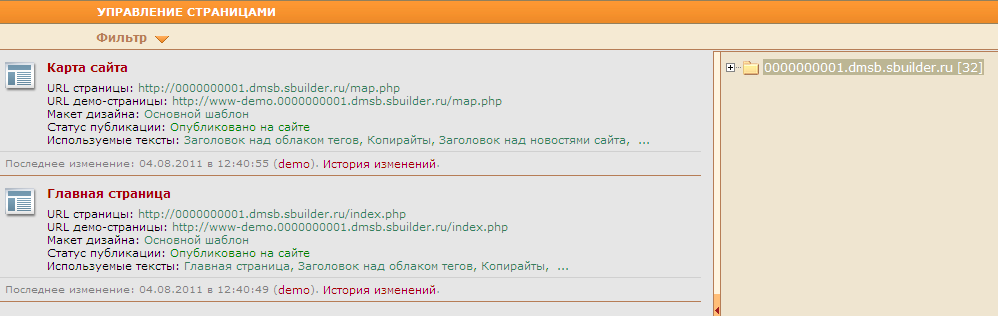 УПРАВЛЕНИЕ СТРАНИЦАМИ
Фильтр
Карта сайта
URL страницы: http://0000000001.dmsb.sbuilder.ru/map.php
URL демо-страницы: http://www-demo.0000000001.dmsb.sbuilder.ru/map.php
Макет дизайна: Основной шаблон
Статус публикации: Опубликовано на сайте
Используемые тексты: Заголовок над облаком тегов, Копирайты, Заголовок над новостями сайта, ...
Последнее изменение: 04.08.2011 в 12:40:55 (demo). История изменений.
Главная страница
URL страницы: http://0000000001.dmsb.sbuilder.ru/index.php
URL демо-страницы: http://www-demo.0000000001.dmsb.sbuilder.ru/index.php
Макет дизайна: Основной шаблон
Статус публикации: Опубликовано на сайте
Используемые тексты: Главная страница, Заголовок над облаком тегов, Копирайты, ...
Последнее изменение: 04.08.2011 в 12:40:49 (demo). История изменений.
0000000001.dmsb.sbuilder.ru [32]